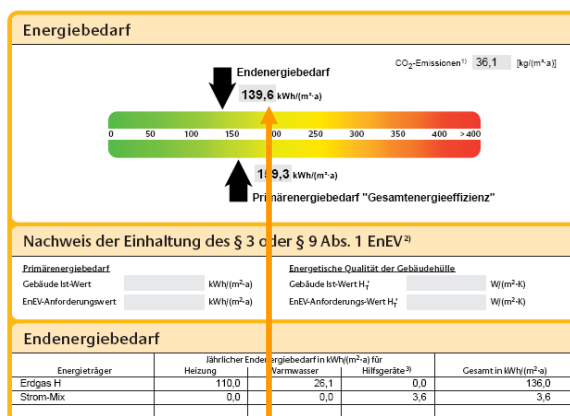 Energiebedarf
CO2-Emissionen1) 36,1 [kg/(m²·a)]
Endenergiebedarf
139,6 kWh/(m²·a)
0 50 100 150 200 250 300 350 400 >400
159,3 kWh/(m²·a)
Primärenergiebedarf "Gesamtenergieeffizienz"
Nachweis der Einhaltung des § 3 oder § 9 Abs. 1 EnEV2)
Primärenergiebedarf Energetische Qualität der Gebäudehülle
Gebäude Ist-Wert kWh/(m²·a) Gebäude Ist-Wert HT' W/(m²·K)
EnEV-Anforderungswert kWh/(m²·a) EnEV-Anforderungs-Wert HT' W/(m²·K)
Endenergiebedarf
Jährlicher Endenergiebedarf in kWh/(m²·a) für
Energieträger Heizung Warmwasser Hilfsgeräte3) Gesamt in kWh/(m²·a)
Erdgas H 110,0 26,1 0,0 136,0
Strom-Mix 0,0 0,0 3,6 3,6